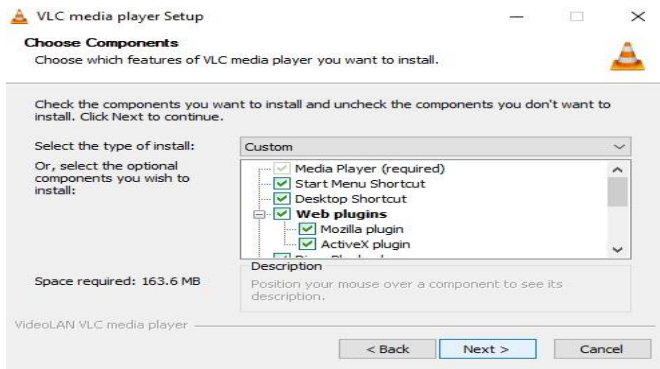 VLC media player Setup
Choose Components
Choose which features of VLC media player you want to install.
Check the components you want to install and uncheck the components you don't want to
install. Click Next to continue.
Select the type of install:
Custom
Or, select the optional
components you wish to
install:
Media Player (required)
Start Menu Shortcut
Desktop Shortcut
Web plugins
Mozilla plugin
ActiveX plugin
Space required: 163.6 MB
Description
Position your mouse over a component to see its
description.
VideoLAN VLC media player
< Back
Next >
Cancel